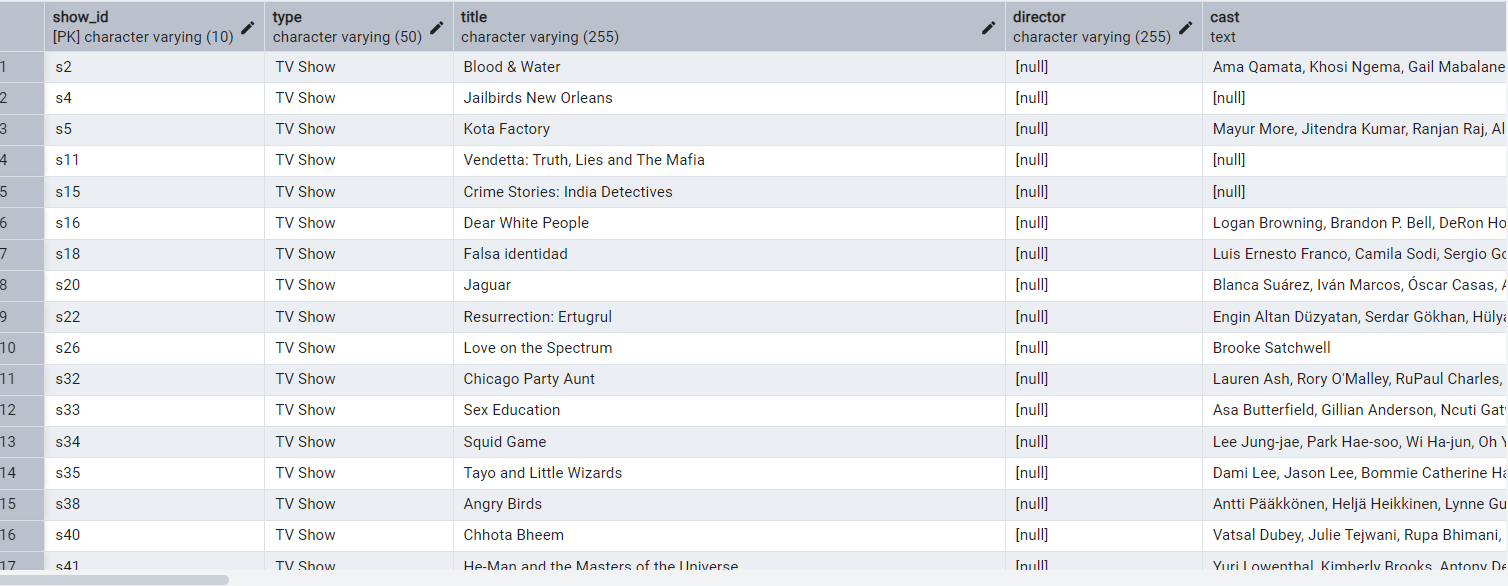 show_id type title director cast
[PK] character varying (10) character varying (50) character varying (255) character varying (255) text
1 s2 TV Show Blood & Water [null] Ama Qamata, Khosi Ngema, Gail Mabalane
2 s4 TV Show Jailbirds New Orleans [null] [null]
3 s5 TV Show Kota Factory [null] Mayur More, Jitendra Kumar, Ranjan Raj, Al
4 s11 TV Show Vendetta: Truth, Lies and The Mafia [null] [null]
5 s15 TV Show Crime Stories: India Detectives [null] [null]
6 s16 TV Show Dear White People [null] Logan Browning, Brandon P. Bell, DeRon Ho
7 s18 TV Show Falsa identidad [null] Luis Ernesto Franco, Camila Sodi, Sergio Go
8 s20 TV Show Jaguar [null] Blanca Suárez, Iván Marcos, Óscar Casas,
9 s22 TV Show Resurrection: Ertugrul [null] Engin Altan Düzyatan, Serdar Gökhan, Hülya
10 s26 TV Show Love on the Spectrum [null] Brooke Satchwell
11 s32 TV Show Chicago Party Aunt [null] Lauren Ash, Rory O'Malley, RuPaul Charles,
12 s33 TV Show Sex Education [null] Asa Butterfield, Gillian Anderson, Ncuti Gat
13 s34 TV Show Squid Game [null] Lee Jung-jae, Park Hae-soo, Wi Ha-jun, Oh Y
14 s35 TV Show Tayo and Little Wizards [null] Dami Lee, Jason Lee, Bommie Catherine Ha
15 s38 TV Show Angry Birds [null] Antti Pääkkönen, Heljä Heikkinen, Lynne Gu
16 s40 TV Show Chhota Bheem [null] Vatsal Dubey, Julie Tejwani, Rupa Bhimani,
17 s41 TV Show He-Man and the Masters of the Universe [null] Yuri Lowenthal, Kimberly Brooks, Antony De